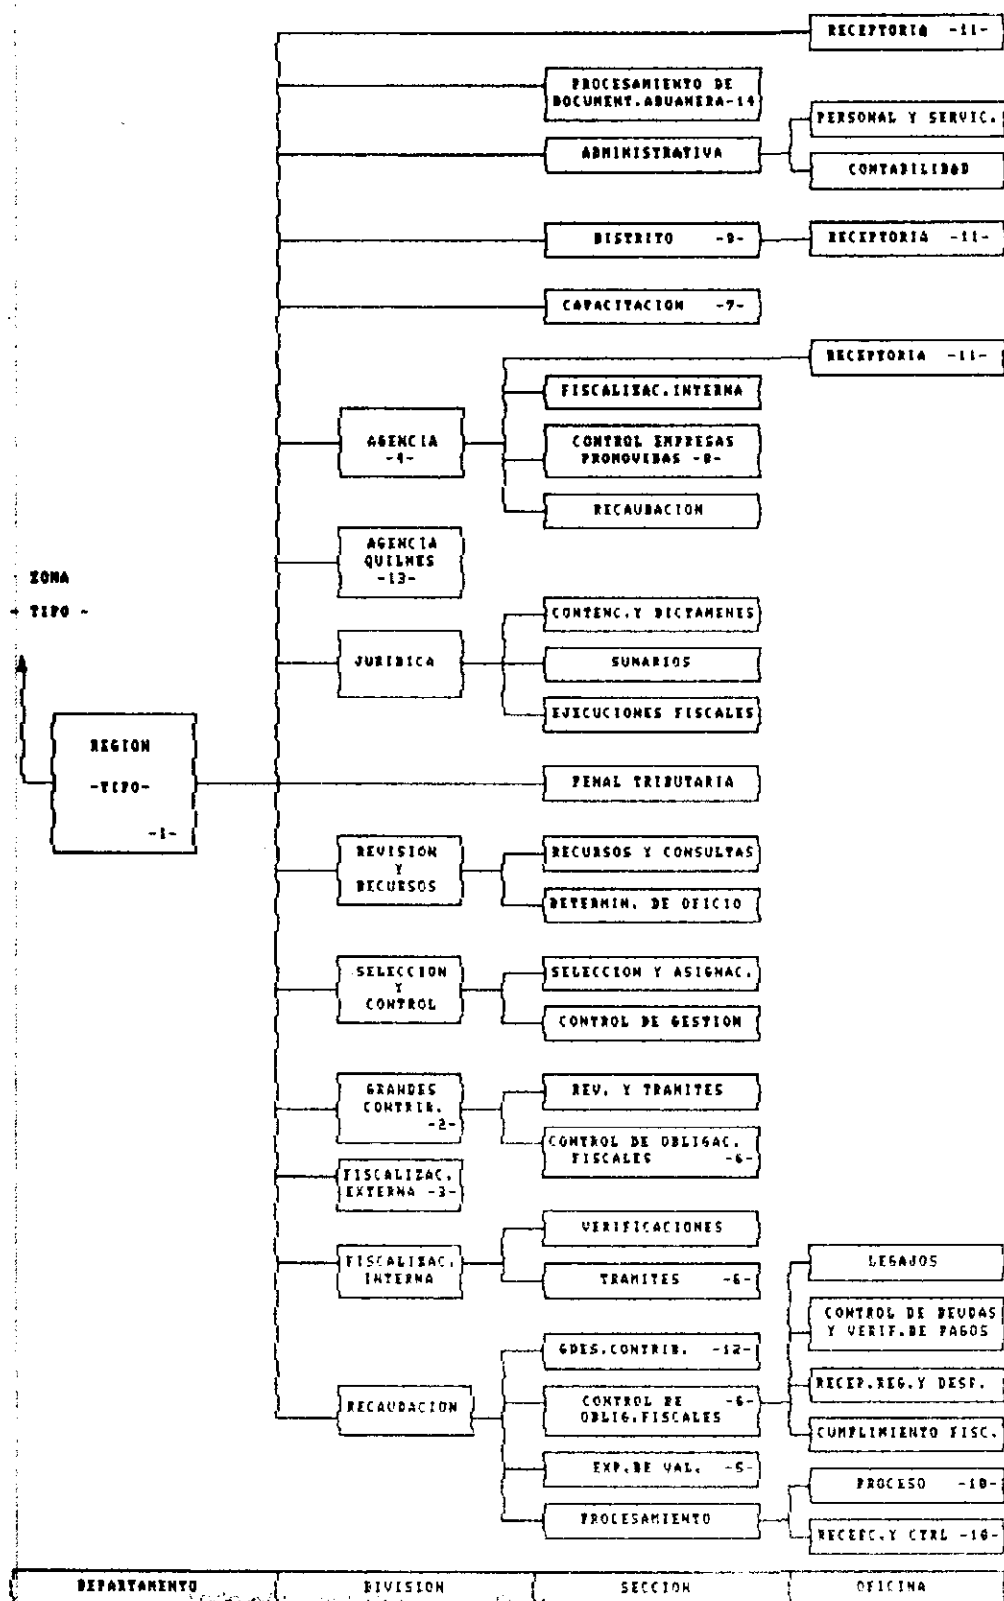 RECEPTORIA -11-
PROCESAMIENTO DE
DOCUMENT.ADUANERA-14
PERSONAL Y SERVIC.
ADMINISTRATIVA
CONTABILIDAD
DISTRITO -9-
RECEPTORIA -11-
CAPACITACION -7-
RECEPTORIA -11-
FISCALIZAC.INTERNA
AGENCIA
-4-
CONTROL EMPRESAS
PROMOVIDAS -8-
RECAUDACION
AGENCIA
QUILMES
-13-
ZONA
TIPO -
CONTENC.Y DICTAMENES
JURIDICA
SUMARIOS
EJECUCIONES FISCALES
REGION
-TIPO-
-1-
PENAL TRIBUTARIA
REVISION
Y
RECURSOS
RECURSOS Y CONSULTAS
DETERMIN. DE OFICIO
SELECCION
Y
CONTROL
SELECCION Y ASIGNAC.
CONTROL DE GESTION
GRANDES
CONTRIB.
-2-
REV. Y TRAMITES
CONTROL DE OBLIGAC.
FISCALES -6-
FISCALIZAC.
EXTERNA -3-
VERIFICACIONES
FISCALIZAC.
INTERNA
TRAMITES -6-
LEGAJOS
CONTROL DE DEUDAS
Y VERIF.DE PAGOS
GDES.CONTRIB. -12-
RECEP.REG.Y DESP.
RECAUDACION
CONTROL DE -6-
OBLIG.FISCALES
CUMPLIMIENTO FISC.
EXP.DE VAL. -5-
PROCESO -10-
PROCESAMIENTO
RECEPC.Y CTRL -10-
DEPARTAMENTO DIVISION SECCION OFICINA